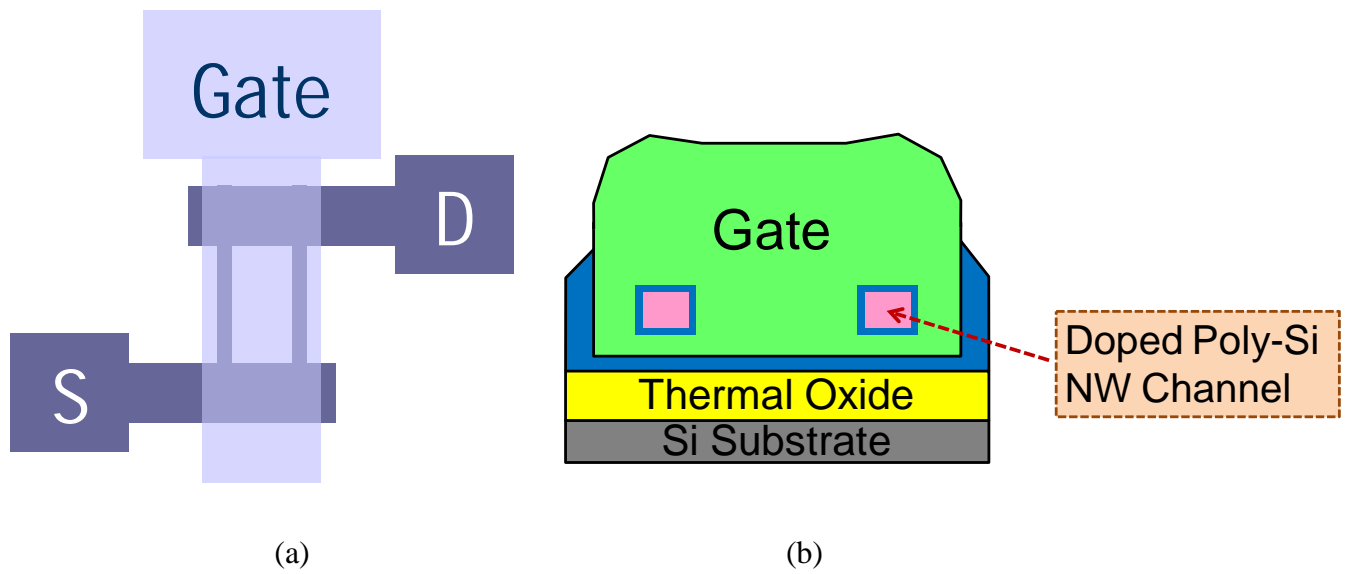 Gate
D
S
Gate
Thermal Oxide
Si Substrate
Doped Poly-Si
NW Channel
(a)
(b)